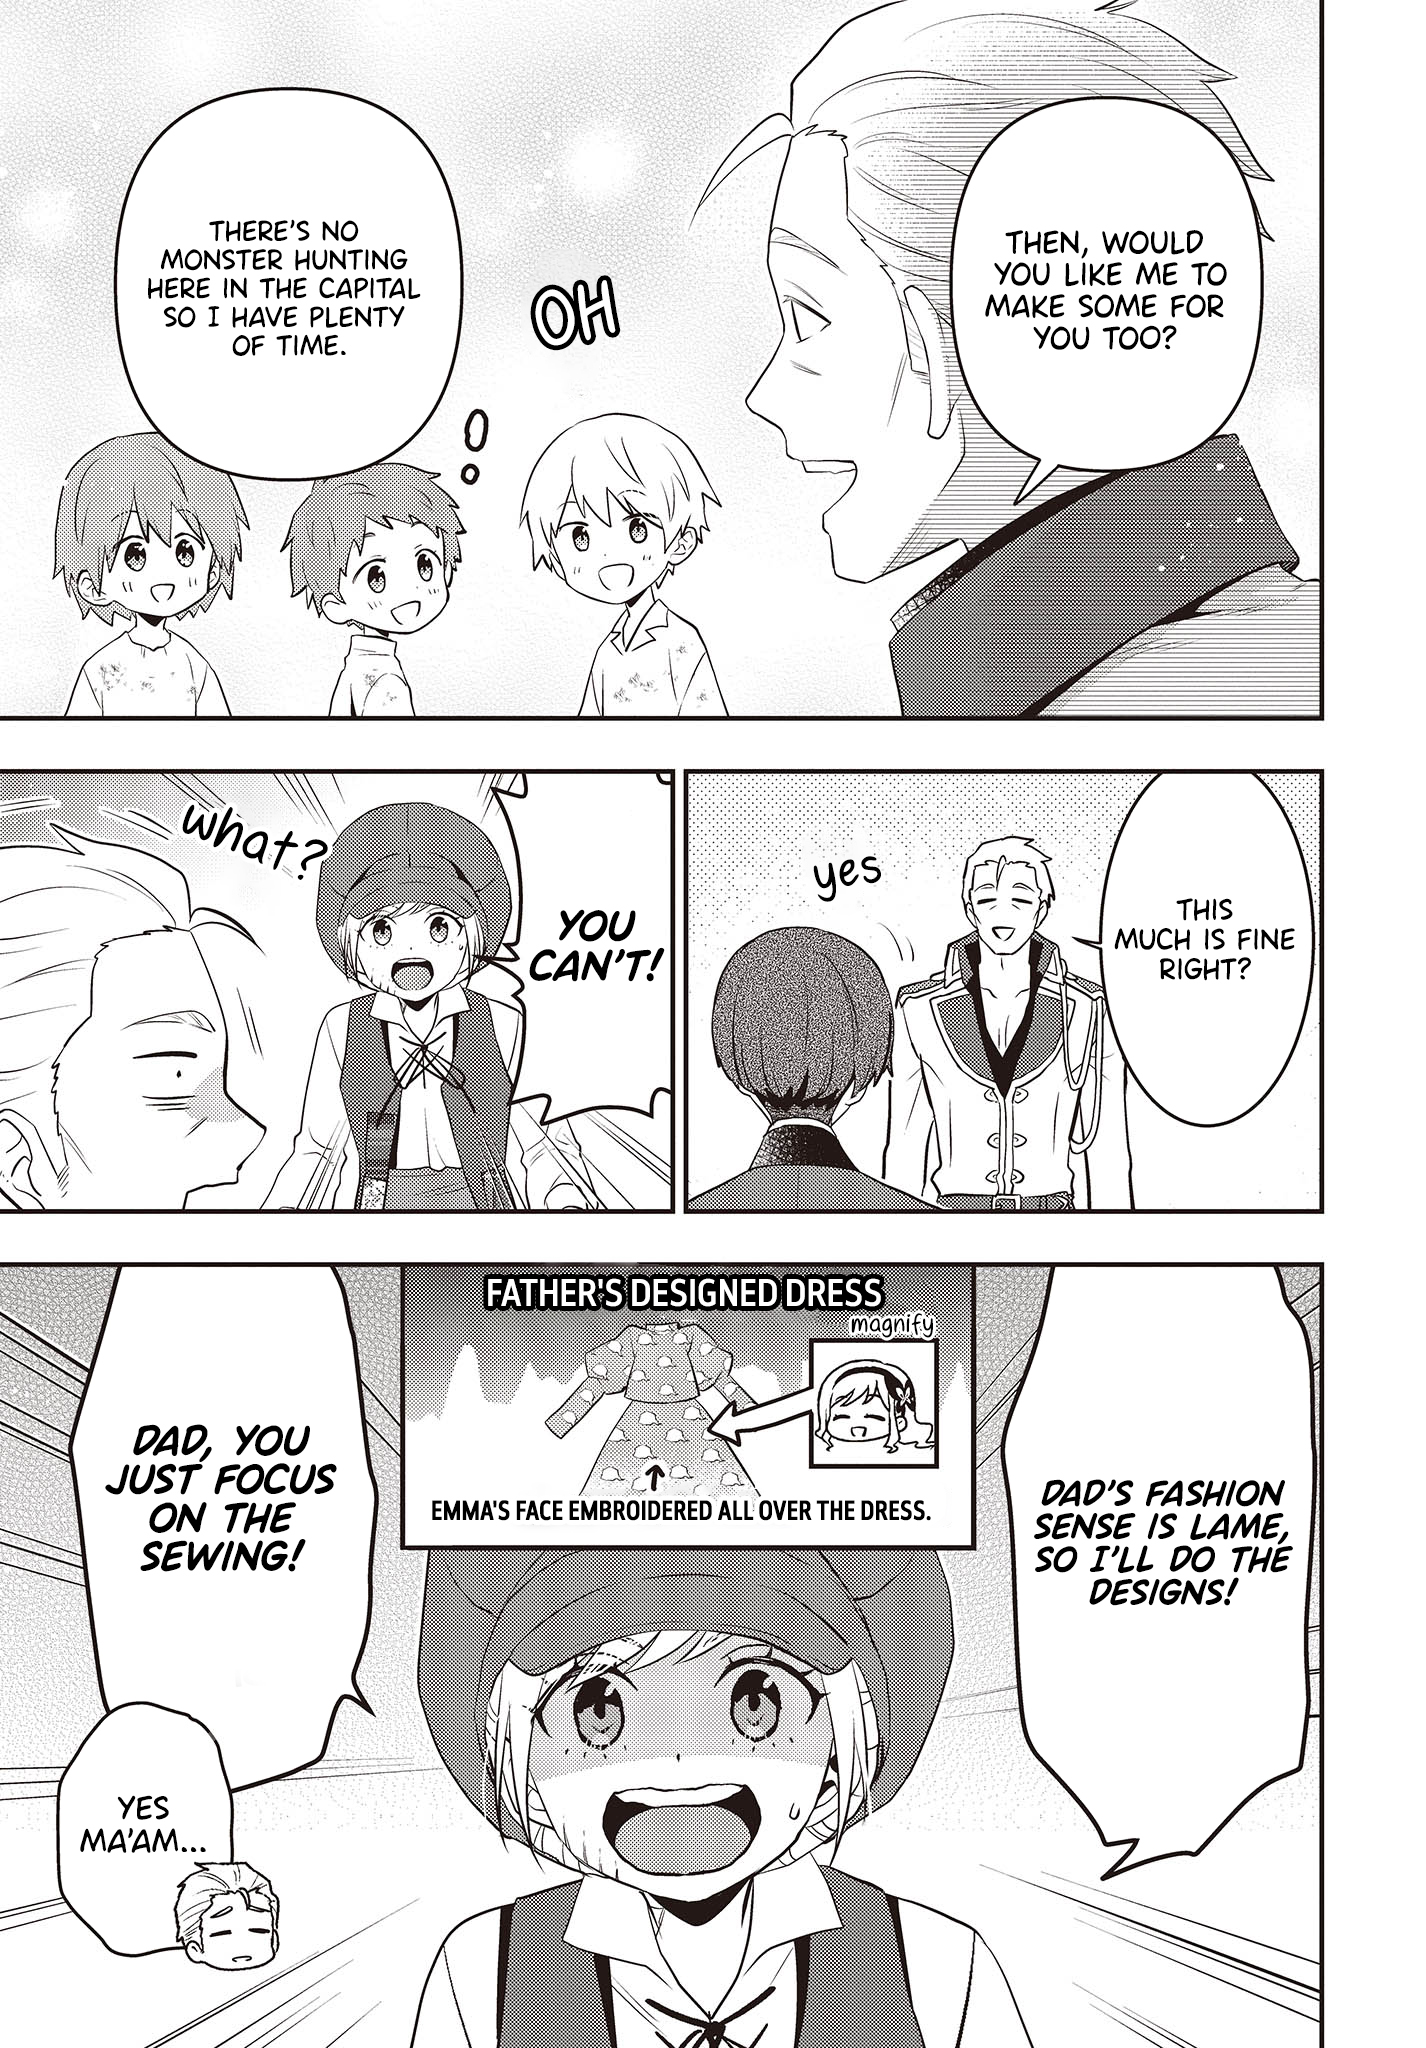 THEN, WOULD
YOU LIKE ME TO
MAKE SOME FOR
YOU TOO?
OH
THERE'S NO
MONSTER HUNTING
HERE IN THE CAPITAL
SO I HAVE PLENTY
OF TIME.
THIS
MUCH IS FINE
RIGHT?
yes
YOU
CAN'T!
what?
FATHER'S DESIGNED DRESS
magnify
EMMA'S FACE EMBROIDERED ALL OVER THE DRESS.
DAD'S FASHION
SENSE IS LAME,
SO I'LL DO THE
DESIGNS!
DAD, YOU
JUST FOCUS
ON THE
SEWING!
YES
MA'AM...